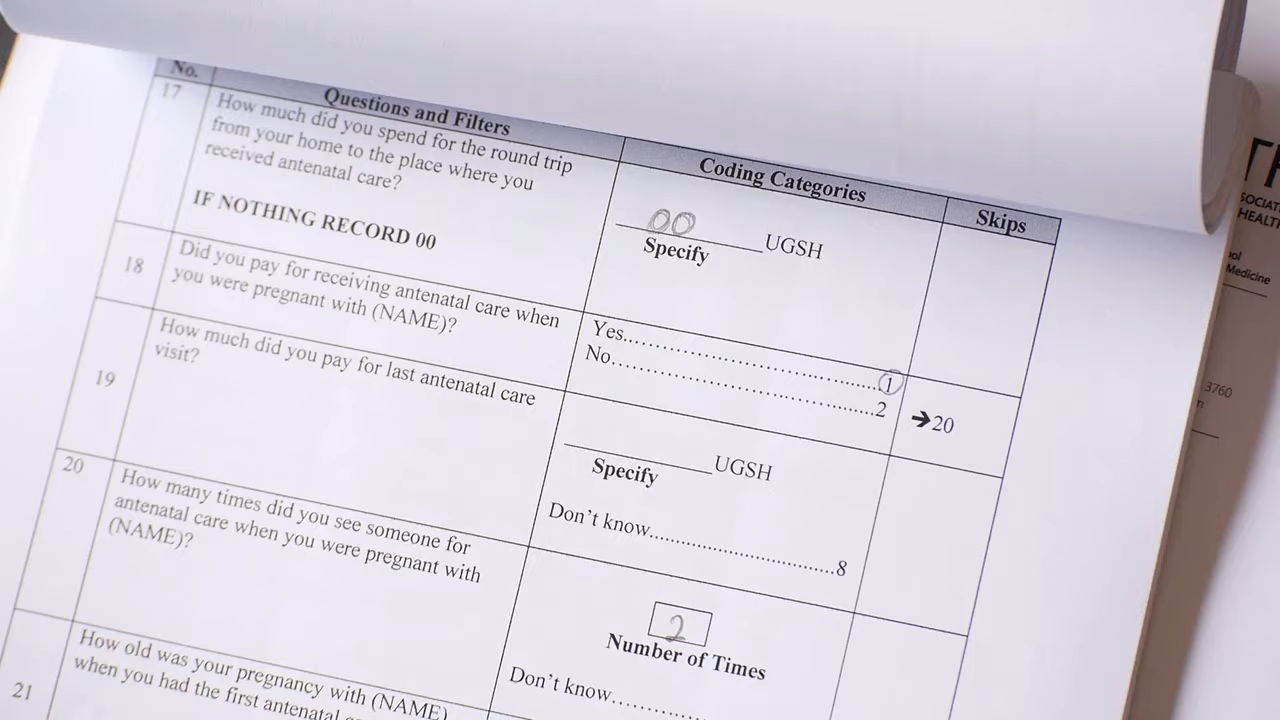 No.
Questions and Filters
Coding Categories
Skips
17
How much did you spend for the round trip
from your home to the place where you
received antenatal care?
IF NOTHING RECORD 00
00
UGSH
Specify
18
Did you pay for receiving antenatal care when
you were pregnant with (NAME)?
Yes..............................................1
No..............................................2
➔20
19
How much did you pay for last antenatal care
visit?
____________UGSH
Specify
Don't know................................8
20
How many times did you see someone for
antenatal care when you were pregnant with
(NAME)?
2
Number of Times
Don't know..............
21
How old was your pregnancy with (NAME)
when you had the first antenatal
SOCIAT
HEALTH
Medicine
3760